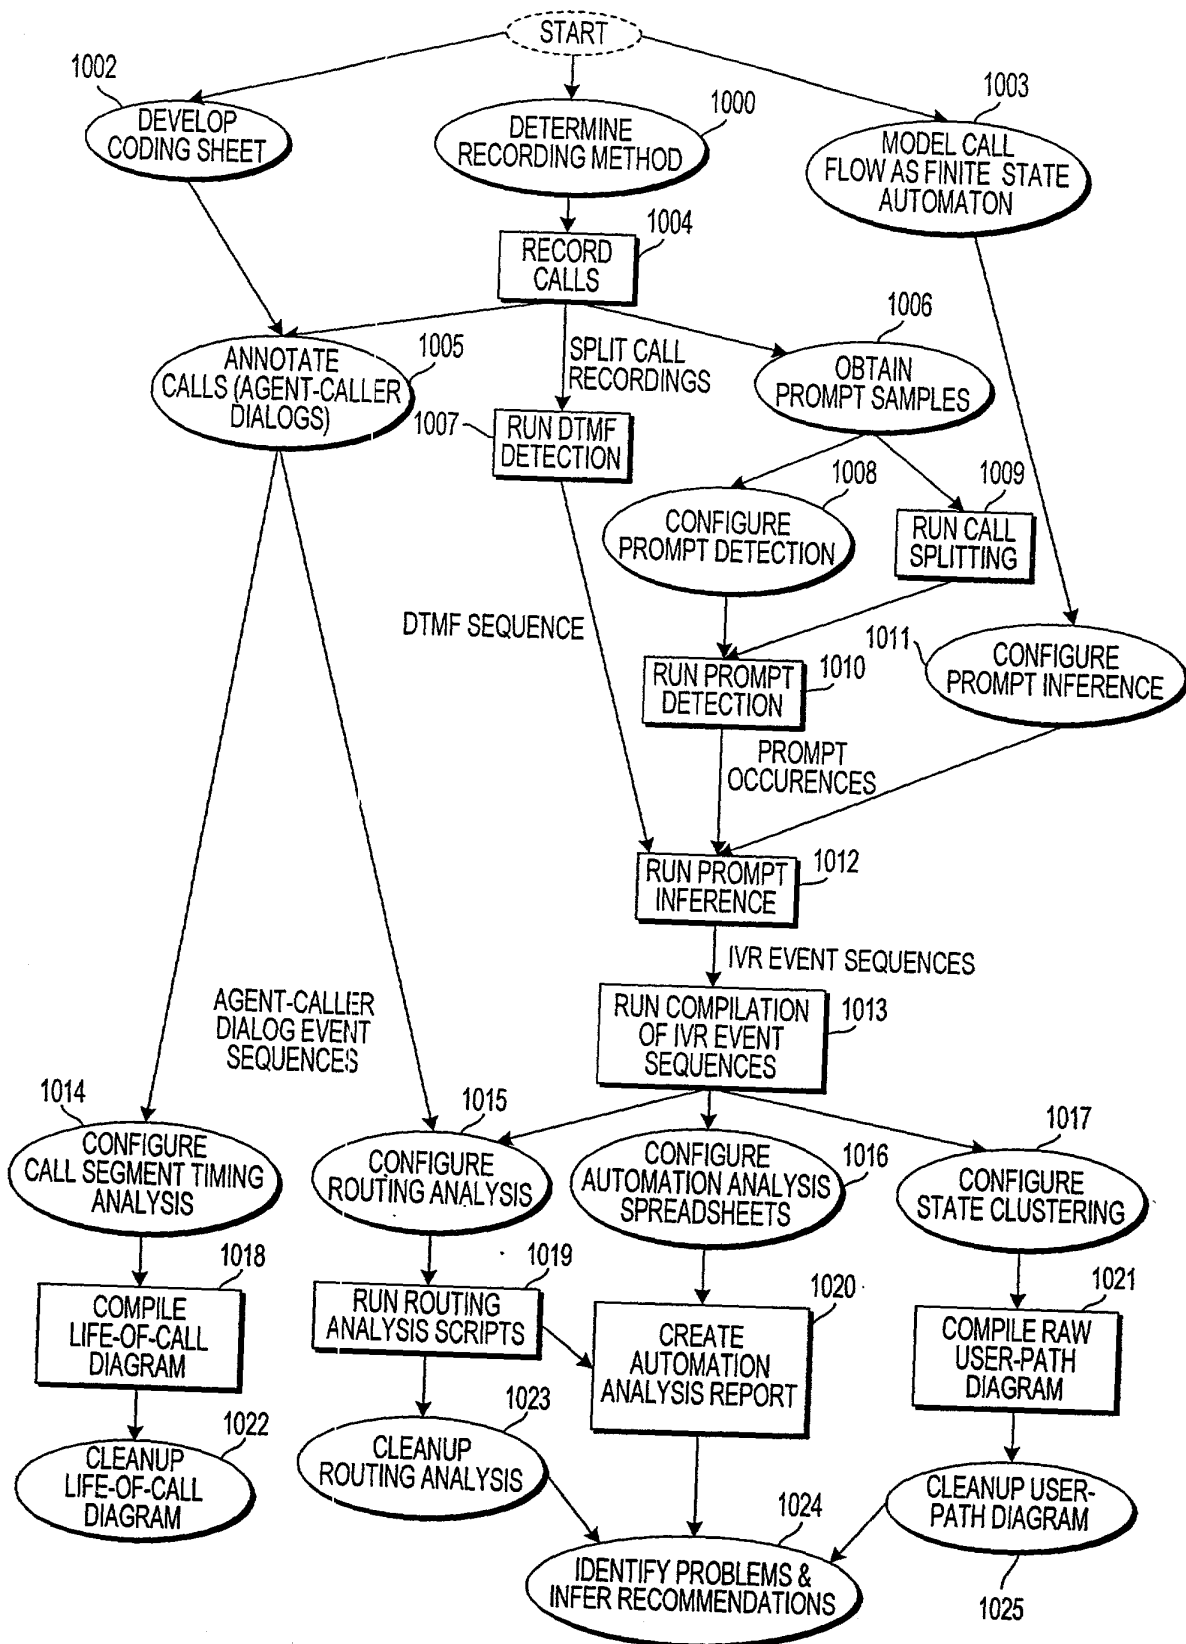 START
1002
DEVELOP
CODING SHEET
DETERMINE
RECORDING METHOD
1000
1003
MODEL CALL
FLOW AS FINITE STATE
AUTOMATON
RECORD
CALLS
1004
ANNOTATE
CALLS (AGENT-CALLER
DIALOGS)
1005
SPLIT CALL
RECORDINGS
1006
OBTAIN
PROMPT SAMPLES
1007
RUN DTMF
DETECTION
1008
CONFIGURE
PROMPT DETECTION
1009
RUN CALL
SPLITTING
DTMF SEQUENCE
RUN PROMPT
DETECTION
1010
1011
CONFIGURE
PROMPT INFERENCE
PROMPT
OCCURENCES
RUN PROMPT
INFERENCE
1012
IVR EVENT SEQUENCES
AGENT-CALLER
DIALOG EVENT
SEQUENCES
RUN COMPILATION
OF IVR EVENT
SEQUENCES
1013
1014
CONFIGURE
CALL SEGMENT TIMING
ANALYSIS
1015
CONFIGURE
ROUTING ANALYSIS
CONFIGURE
AUTOMATION ANALYSIS
SPREADSHEETS
1016
1017
CONFIGURE
STATE CLUSTERING
1018
COMPILE
LIFE-OF-CALL
DIAGRAM
1019
RUN ROUTING
ANALYSIS SCRIPTS
1020
CREATE
AUTOMATION
ANALYSIS REPORT
1021
COMPILE RAW
USER-PATH
DIAGRAM
1022
CLEANUP
LIFE-OF-CALL
DIAGRAM
1023
CLEANUP
ROUTING ANALYSIS
1024
IDENTIFY PROBLEMS &
INFER RECOMMENDATIONS
CLEANUP USER-
PATH DIAGRAM
1025